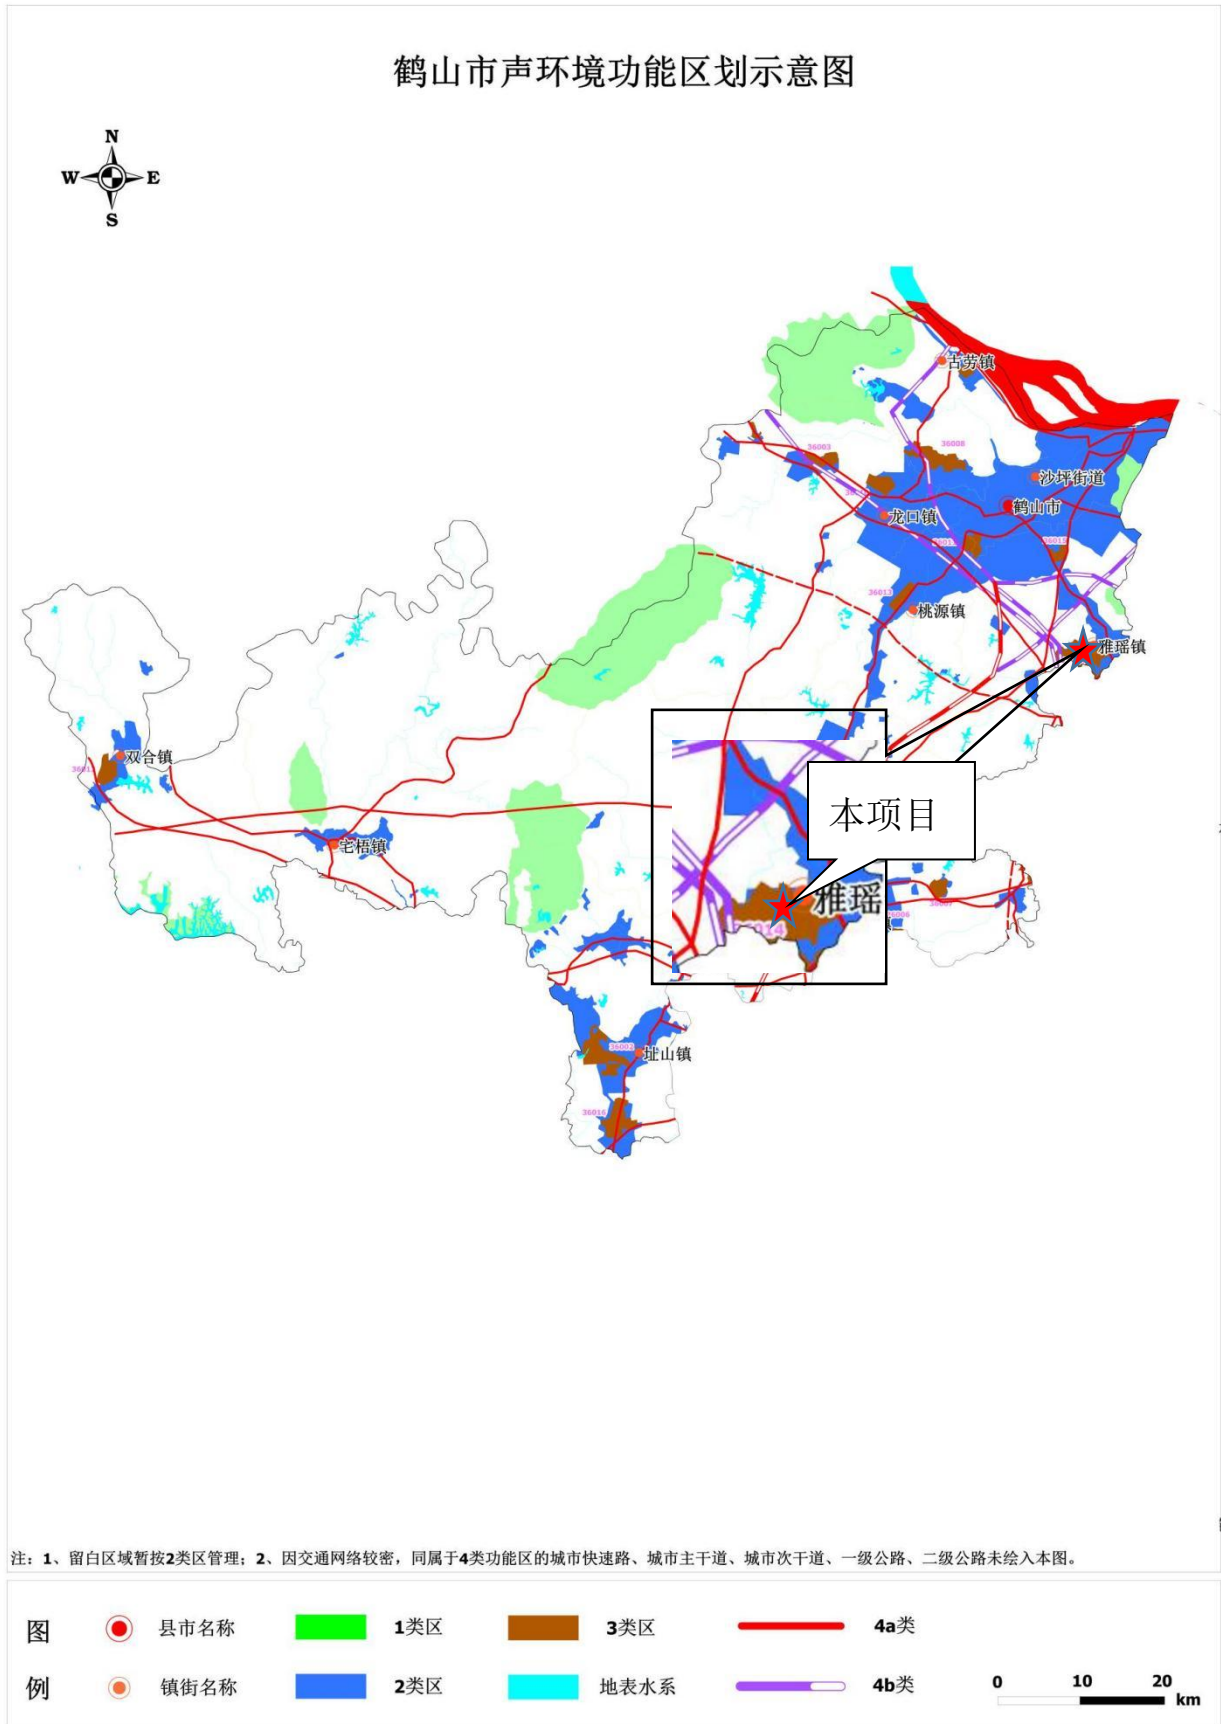 鹤山市声环境功能区划示意图
N
W E
S
古劳镇
36003
36008
沙坪街道
鹤山市
龙口镇
36015
36013
桃源镇
雅瑶镇
双合镇
本项目
宅梧镇
雅瑶
36006
36002
址山镇
36016
注：1、留白区域暂按2类区管理；2、因交通网络较密，同属于4类功能区的城市快速路、城市主干道、城市次干道、一级公路、二级公路未绘入本图。
图 县市名称 1类区 3类区 4a类
例 镇街名称 2类区 地表水系 4b类
0 10 20
km